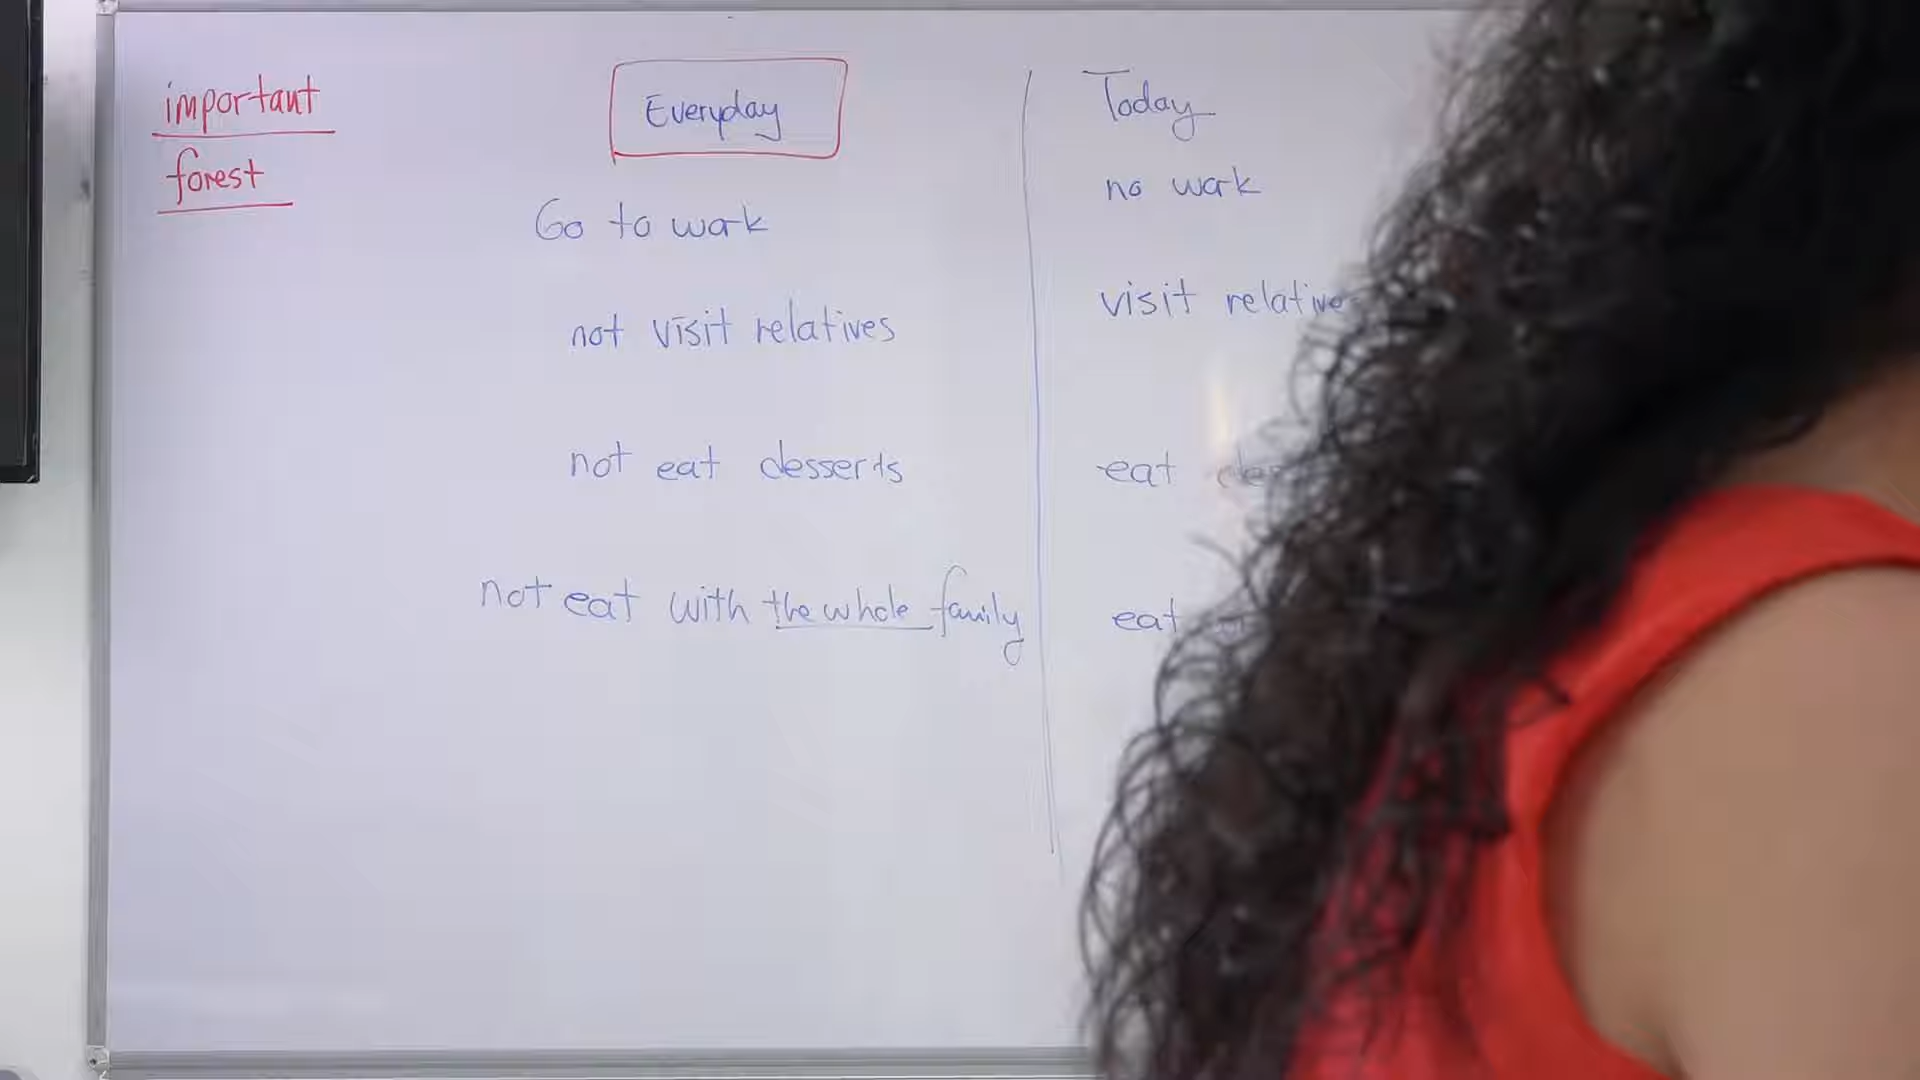 important
forest
Everyday
Go to work
not visit relatives
not eat desserts
not eat with the whole family
Today
no work
visit
eat
eat